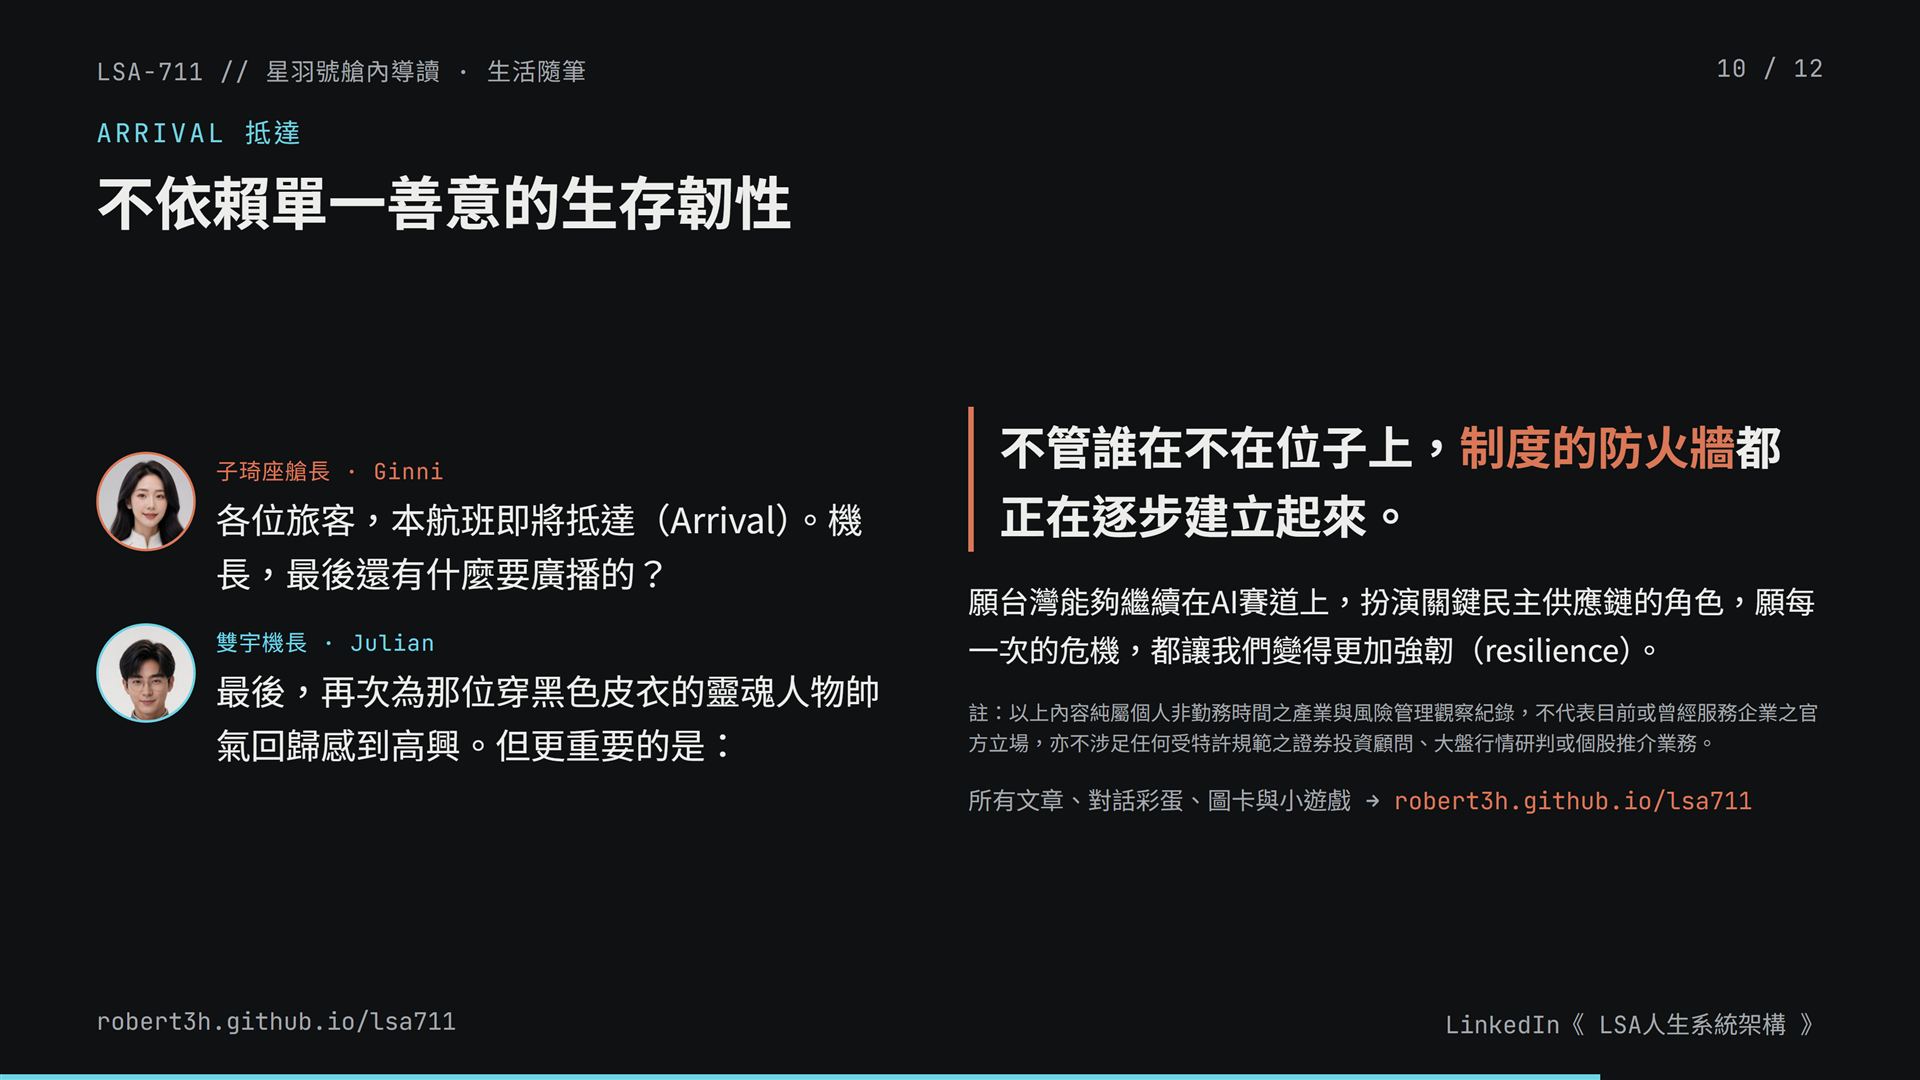 LSA-711 // 星羽號艙內導讀 · 生活隨筆
10 / 12
ARRIVAL 抵達
不依賴單一善意的生存韌性
子琦座艙長 · Ginni
各位旅客，本航班即將抵達（Arrival）。機
長，最後還有什麼要廣播的？
雙宇機長 · Julian
最後，再次為那位穿黑色皮衣的靈魂人物帥
氣回歸感到高興。但更重要的是：
不管誰在不在位子上，制度的防火牆都
正在逐步建立起來。
願台灣能夠繼續在AI賽道上，扮演關鍵民主供應鏈的角色，願每
一次的危機，都讓我們變得更加強韌（resilience）。
註：以上內容純屬個人非勤務時間之產業與風險管理觀察紀錄，不代表目前或曾經服務企業之官
方立場，亦不涉足任何受特許規範之證券投資顧問、大盤行情研判或個股推介業務。
所有文章、對話彩蛋、圖卡與小遊戲 → robert3h.github.io/lsa711
robert3h.github.io/lsa711
LinkedIn《 LSA人生系統架構 》